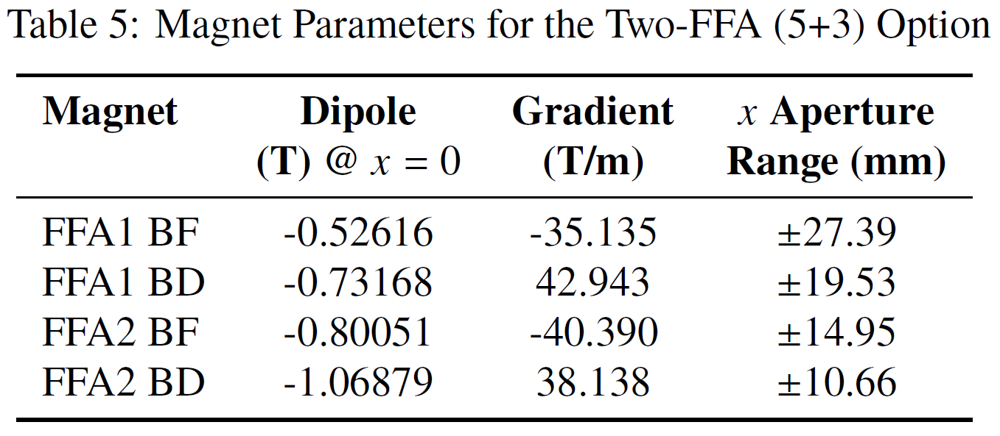 Table 5: Magnet Parameters for the Two-FFA (5+3) Option
Magnet Dipole Gradient x Aperture
(T) @ x = 0 (T/m) Range (mm)
FFA1 BF -0.52616 -35.135 ±27.39
FFA1 BD -0.73168 42.943 ±19.53
FFA2 BF -0.80051 -40.390 ±14.95
FFA2 BD -1.06879 38.138 ±10.66